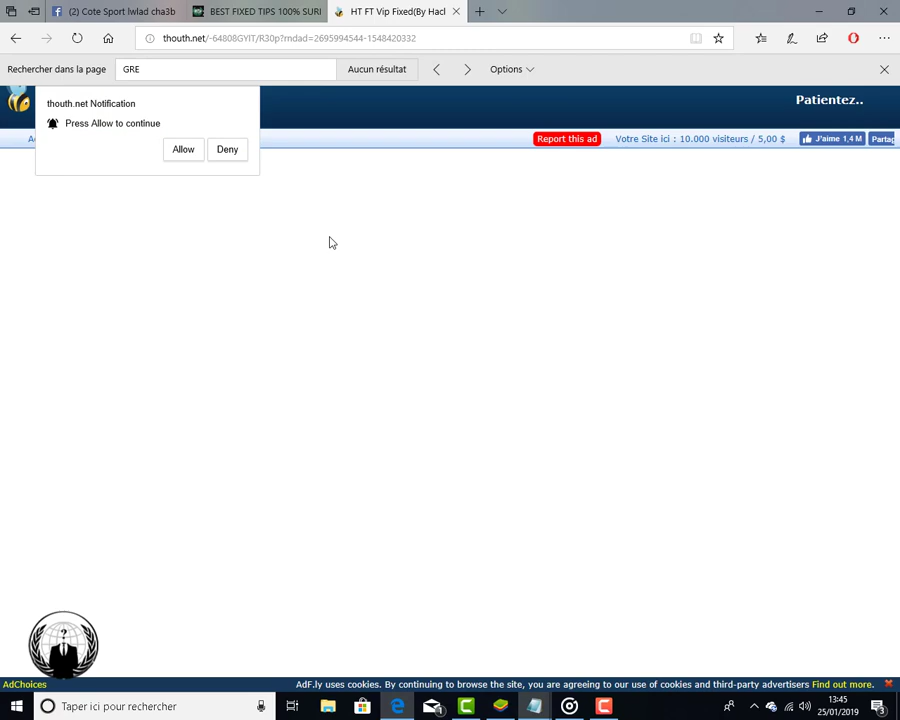 (2) Cote Sport lwlad cha3b
BEST FIXED TIPS 100% SURI
HT FT Vip Fixed(By Hacl
thouth.net/-64808GYIT/R30p?rndad=2695994544-1548420332
Rechercher dans la page
GRE
Aucun résultat
Options
thouth.net Notification
Press Allow to continue
Allow
Deny
Patientez..
Report this ad
Votre Site ici : 10.000 visiteurs / 5,00 $
J'aime 1,4 M
Partag
?
AdChoices
AdF.ly uses cookies. By continuing to browse the site, you are agreeing to our use of cookies and third-party advertisers Find out more.
Taper ici pour rechercher
13:45
25/01/2019
3